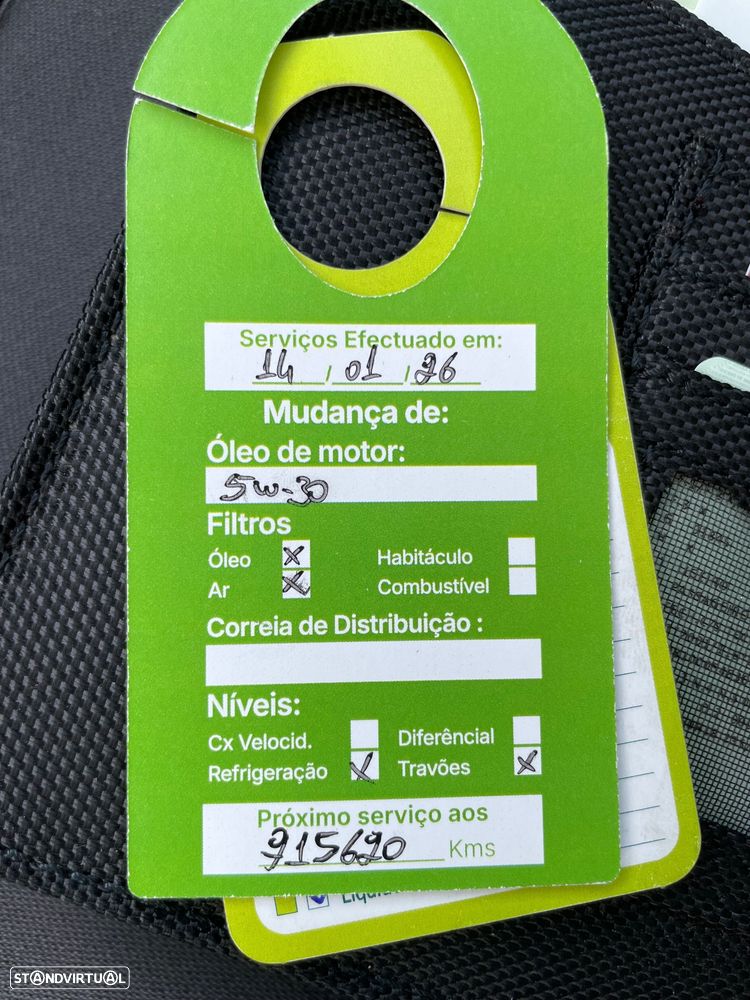 Serviços Efectuado em:
14 / 01 / 26
Mudança de:
Óleo de motor:
5W-30
Filtros
Óleo x Habitáculo
Ar x Combustível
Correia de Distribuição :
Níveis:
Cx Velocid. Diferêncial
Refrigeração x Travões x
Próximo serviço aos
215690 Kms
STANDVIRTUAL